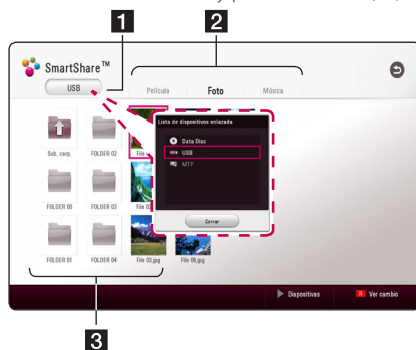 1
2
SmartShare™
USB
Película
Foto
Música
Lista de dispositivos enlazada
Data Disc
USB
MTP
Cerrar
Sub. carp.
FOLDER 02
FOLDER 00
FOLDER 03
FOLDER 01
FOLDER 04
File 03.jpg
File 06.jpg
Diapositivas
R Ver cambio
3